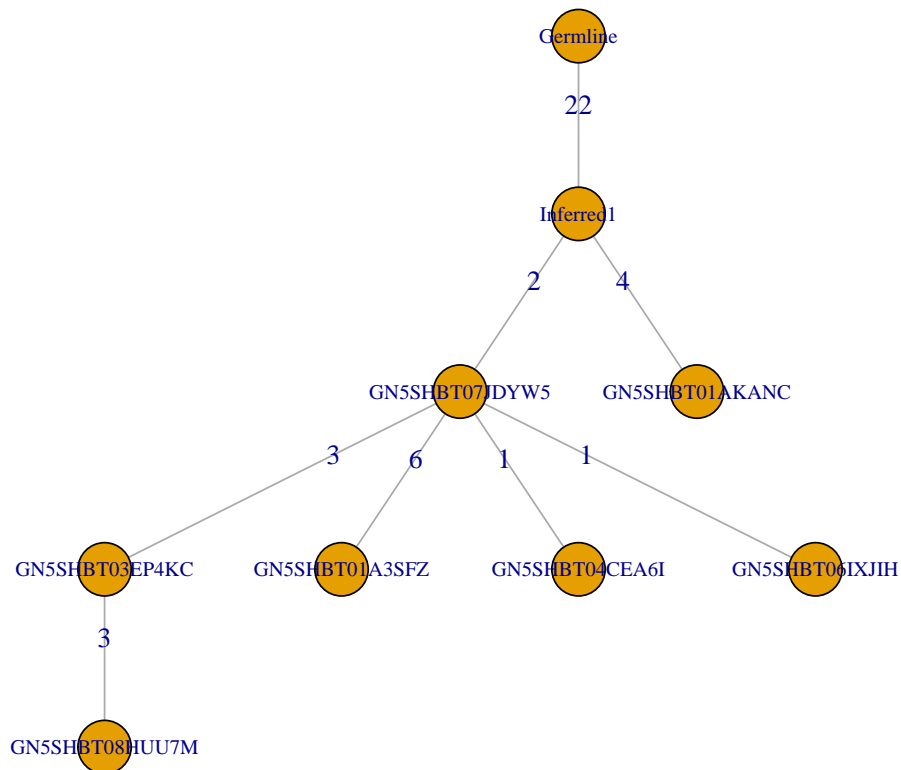 Germline
22
Inferred1
2
4
GN5SHBT07JDYW5
GN5SHBT01AKANC
3
6
1
1
GN5SHBT03EP4KC
GN5SHBT01A3SFZ
GN5SHBT04CEA6I
GN5SHBT06IXJIH
3
GN5SHBT08HUU7M